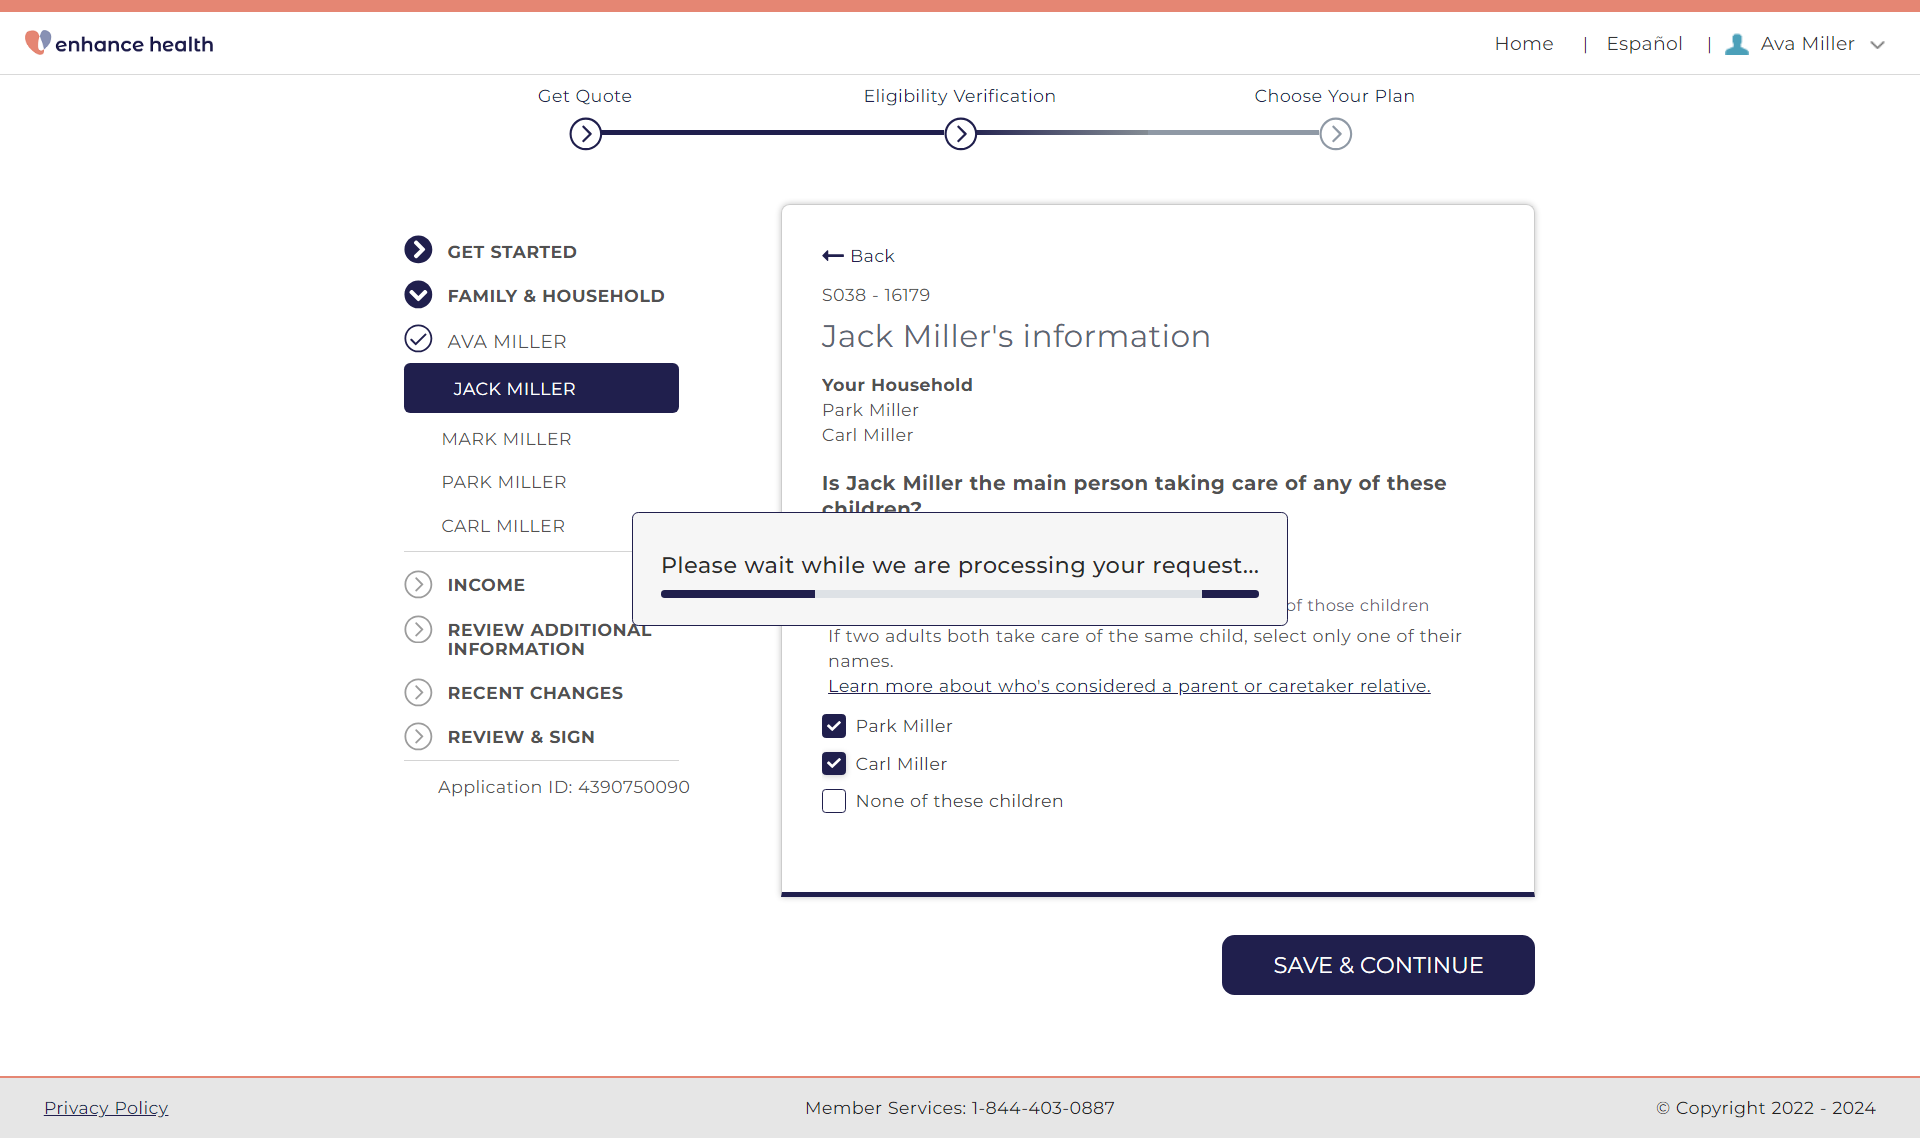 enhance health
Home | Español | Ava Miller
Get Quote
Eligibility Verification
Choose Your Plan
GET STARTED
FAMILY & HOUSEHOLD
AVA MILLER
JACK MILLER
MARK MILLER
PARK MILLER
CARL MILLER
INCOME
REVIEW ADDITIONAL
INFORMATION
RECENT CHANGES
REVIEW & SIGN
Application ID: 4390750090
Back
S038 - 16179
Jack Miller's information
Your Household
Park Miller
Carl Miller
Is Jack Miller the main person taking care of any of these
children?
Please wait while we are processing your request...
of those children
If two adults both take care of the same child, select only one of their
names.
Learn more about who's considered a parent or caretaker relative.
Park Miller
Carl Miller
None of these children
SAVE & CONTINUE
Privacy Policy
Member Services: 1-844-403-0887
© Copyright 2022 - 2024